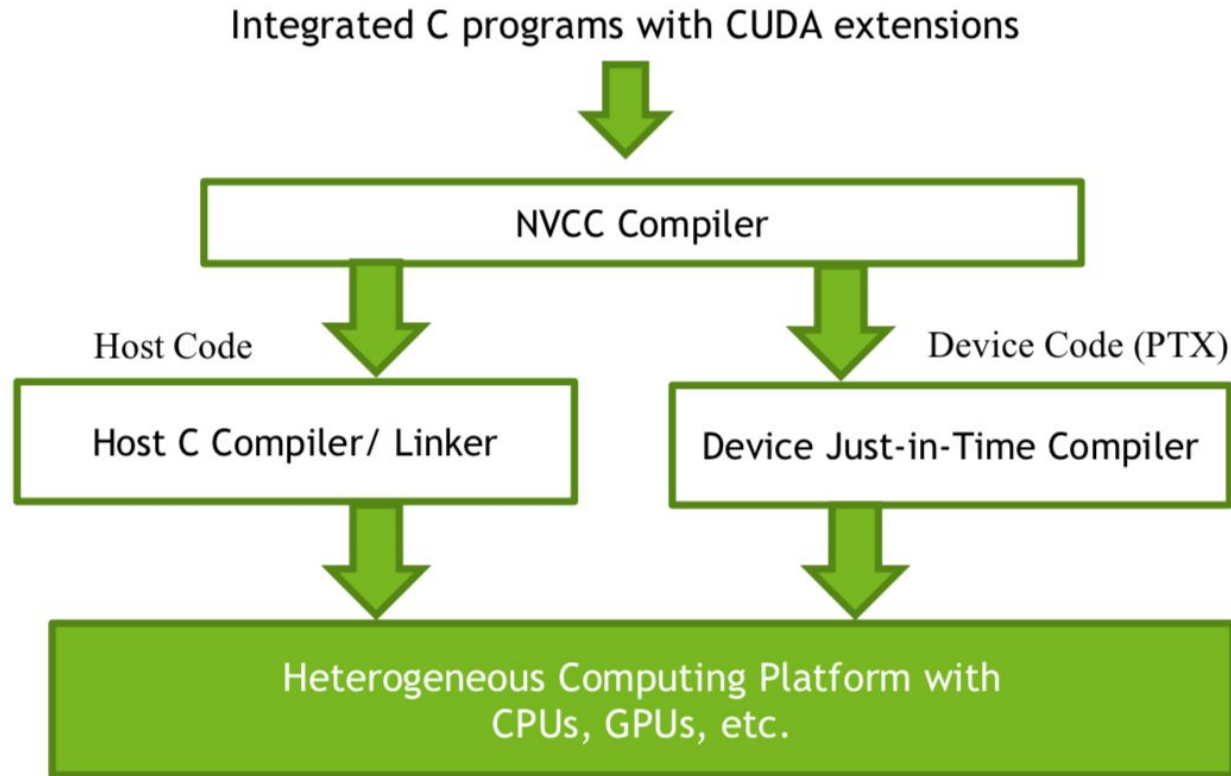 Integrated C programs with CUDA extensions
NVCC Compiler
Host Code
Device Code (PTX)
Host C Compiler/ Linker
Device Just-in-Time Compiler
Heterogeneous Computing Platform with
CPUs, GPUs, etc.